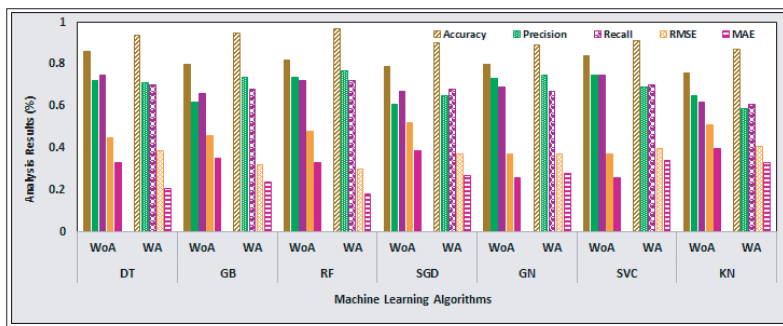 1
0.8
0.6
0.4
0.2
0
Analysis Results (%)
Accuracy Precision Recall RMSE MAE
WoA WA WoA WA WoA WA WoA WA WoA WA WoA WA WoA WA
DT GB RF SGD GN SVC KN
Machine Learning Algorithms